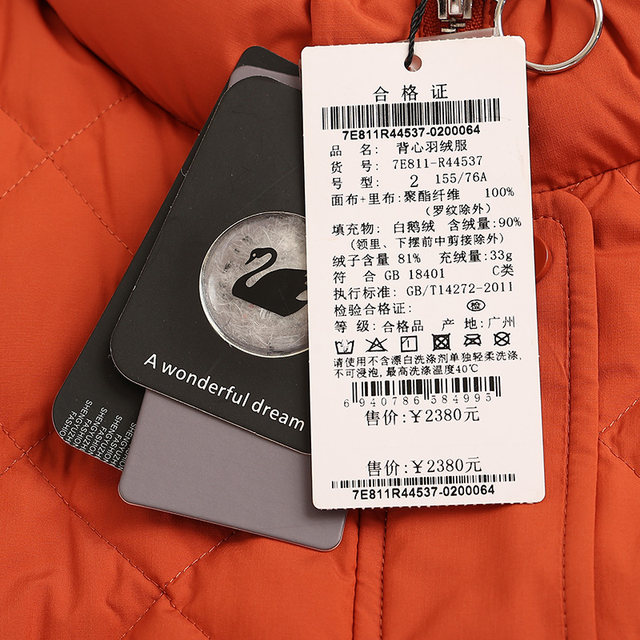 合格证
7E811R44537-0200064
品名： 背心羽绒服
货号： 7E811-R44537
号型： 2 155/76A
面布+里布：聚酯纤维 100%
（罗纹除外）
填充物： 白鹅绒 含绒量：90%
（领里、下摆前中剪接除外）
绒子含量 81% 充绒量：33g
符合 GB 18401 C类
执行标准：GB/T14272-2011
检验合格证： 检
等级：合格品 产地：广州
请使用不含漂白洗涤剂单独轻柔洗涤，
不可浸泡，最高洗涤温度40℃
6940786584995
售价：￥2380元
售价：￥2380元
7E811R44537-0200064
A wonderful dream
SHENGYUZHI
FASHION